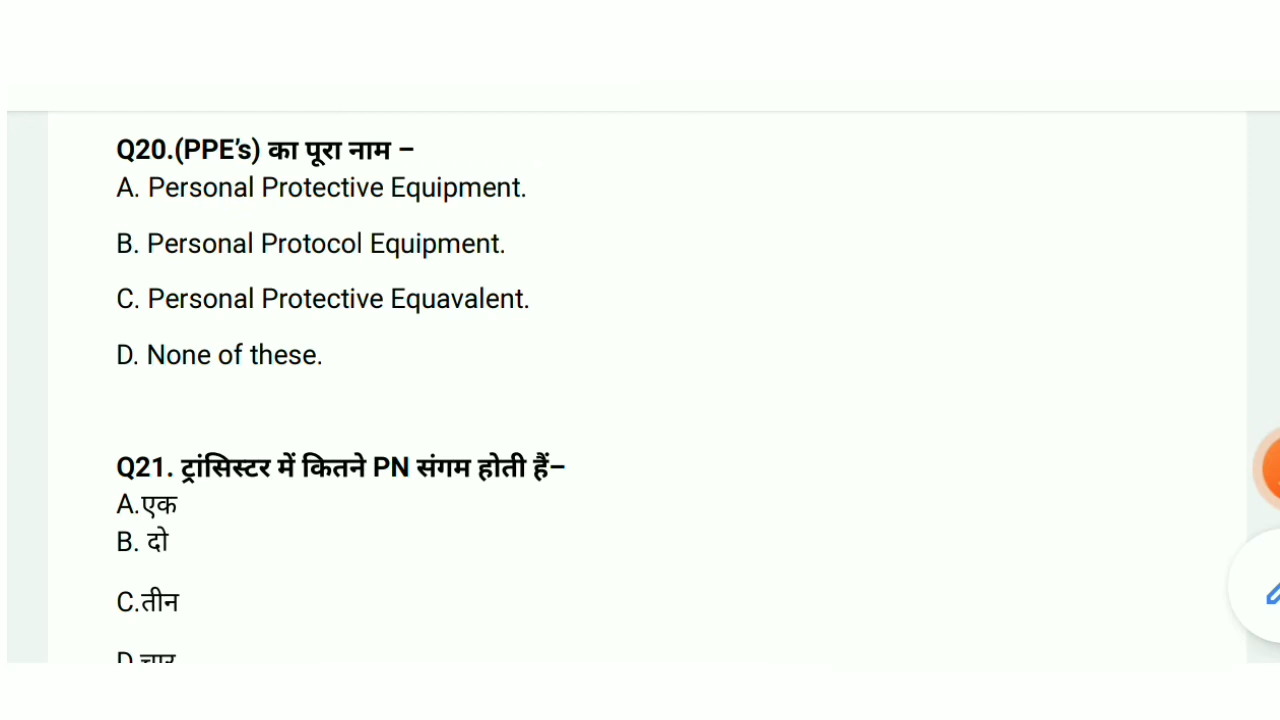 Q20.(PPE’s) का पूरा नाम –
A. Personal Protective Equipment.
B. Personal Protocol Equipment.
C. Personal Protective Equavalent.
D. None of these.
Q21. ट्रांसिस्टर में कितने PN संगम होती हैं–
A.एक
B. दो
C.तीन
D.चार